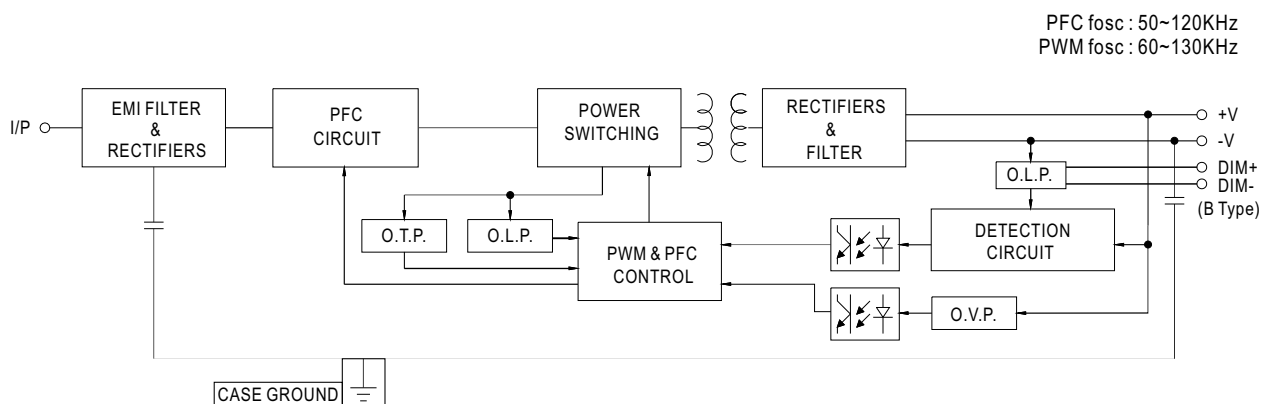 PFC fosc : 50~120KHz
PWM fosc : 60~130KHz
I/P
EMI FILTER
&
RECTIFIERS
PFC
CIRCUIT
POWER
SWITCHING
RECTIFIERS
&
FILTER
+V
-V
DIM+
DIM-
(B Type)
O.L.P.
O.T.P.
O.L.P.
PWM & PFC
CONTROL
DETECTION
CIRCUIT
O.V.P.
CASE GROUND